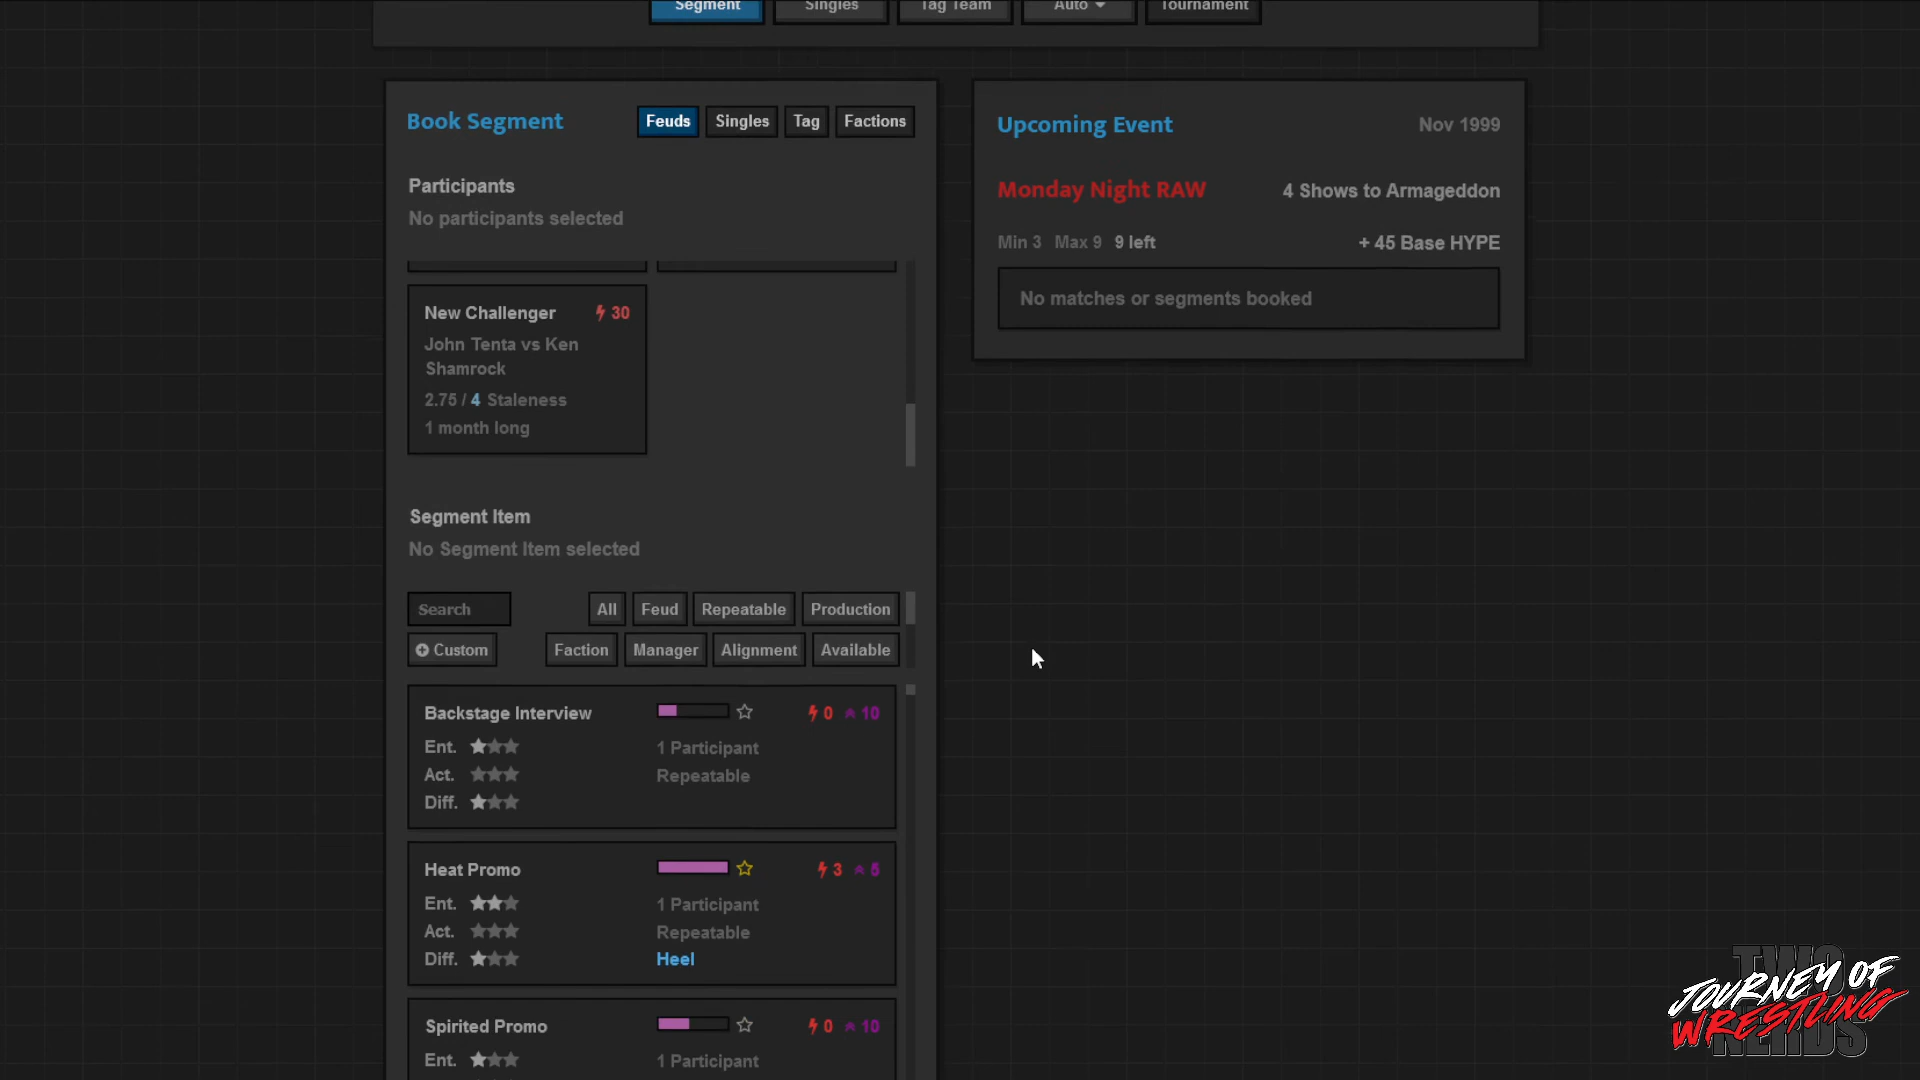 Segment Singles Tag Team Auto Tournament
Book Segment Feuds Singles Tag Factions
Participants
No participants selected
New Challenger 30
John Tenta vs Ken
Shamrock
2.75 / 4 Staleness
1 month long
Segment Item
No Segment Item selected
Search All Feud Repeatable Production
Custom Faction Manager Alignment Available
Backstage Interview 0 10
Ent. 1 Participant
Act. Repeatable
Diff.
Heat Promo 3 5
Ent. 1 Participant
Act. Repeatable
Diff. Heel
Spirited Promo 0 10
Ent. 1 Participant
Upcoming Event Nov 1999
Monday Night RAW 4 Shows to Armageddon
Min 3 Max 9 9 left + 45 Base HYPE
No matches or segments booked
TWO
JOURNEY OF
WRESTLING
NERDS